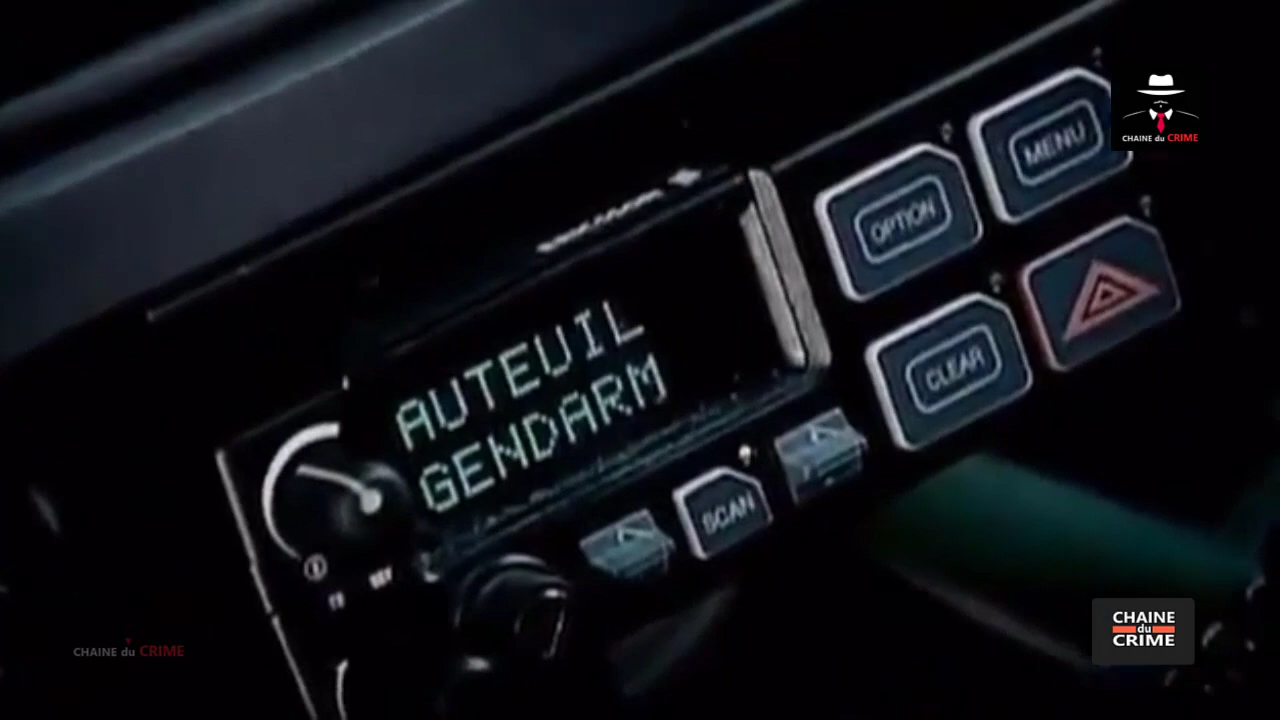 MENU
CHAINE du CRIME
OPTION
AUTEUIL
GENDARM
CLEAR
SCAN
CHAINE du CRIME
CHAINE
du
CRIME